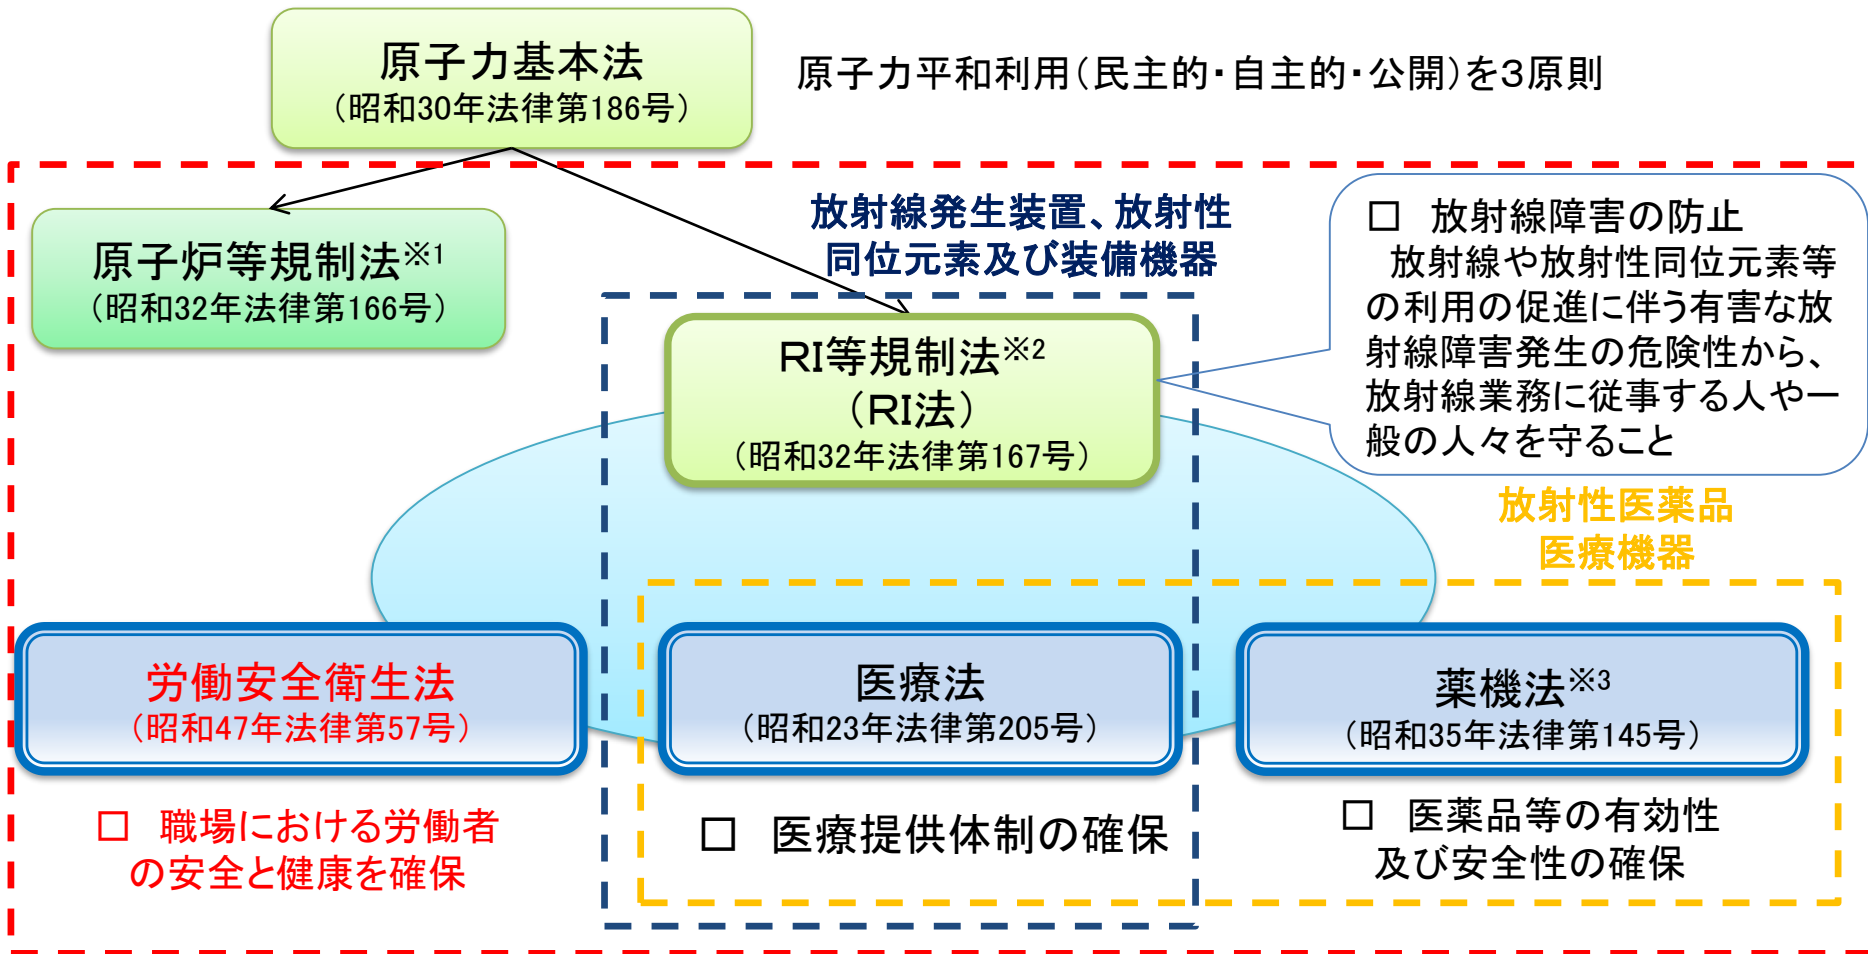 原子力基本法
（昭和30年法律第186号）
原子力平和利用（民主的・自主的・公開）を３原則
原子炉等規制法※1
（昭和32年法律第166号）
放射線発生装置、放射性
同位元素及び装備機器
RI等規制法※2
（RI法）
（昭和32年法律第167号）
□ 放射線障害の防止
放射線や放射性同位元素等
の利用の促進に伴う有害な放
射線障害発生の危険性から、
放射線業務に従事する人や一
般の人々を守ること
放射性医薬品
医療機器
労働安全衛生法
（昭和47年法律第57号）
□ 職場における労働者
の安全と健康を確保
医療法
（昭和23年法律第205号）
□ 医療提供体制の確保
薬機法※3
（昭和35年法律第145号）
□ 医薬品等の有効性
及び安全性の確保